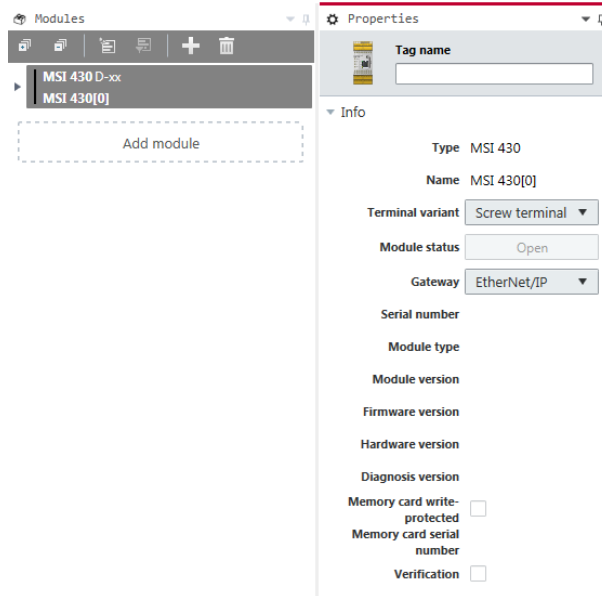 Modules
MSI 430 D-xx
MSI 430[0]
Add module
Properties
Tag name
Info
Type MSI 430
Name MSI 430[0]
Terminal variant Screw terminal
Module status Open
Gateway EtherNet/IP
Serial number
Module type
Module version
Firmware version
Hardware version
Diagnosis version
Memory card write-
protected
Memory card serial
number
Verification